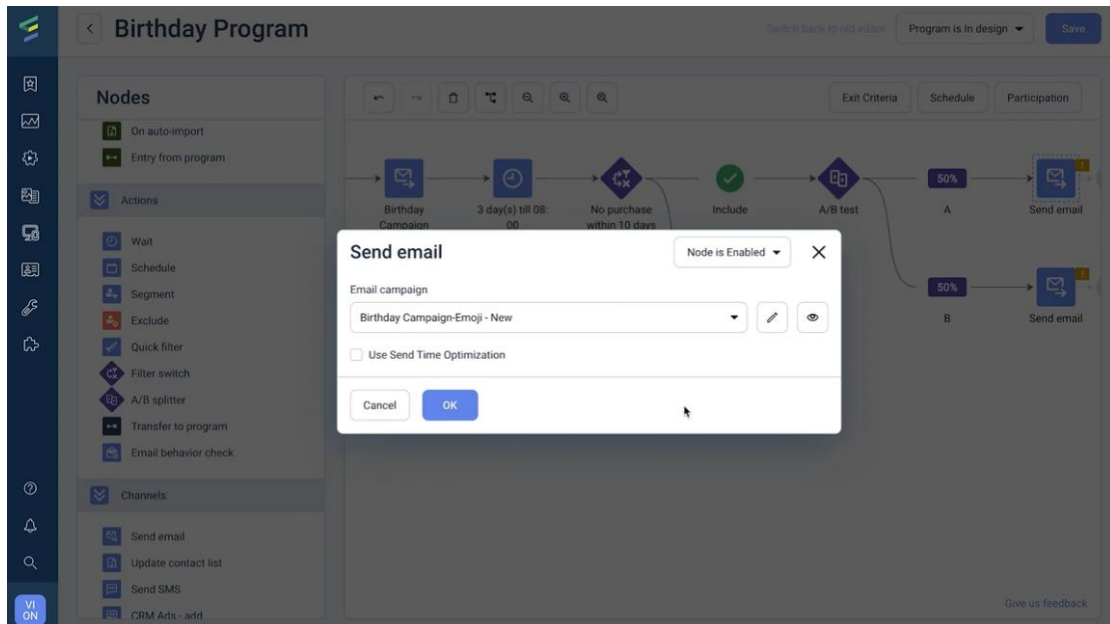 Birthday Program
Switch back to old editor
Program is in design
Save
Nodes
Exit Criteria
Schedule
Participation
On auto-import
Entry from program
Actions
Wait
Schedule
Segment
Exclude
Quick filter
Filter switch
A/B splitter
Transfer to program
Email behavior check
Channels
Send email
Update contact list
Send SMS
CRM Ads - add
Birthday
Campaign
3 day(s) till 08:
00
No purchase
within 10 days
Include
A/B test
50%
A
Send email
50%
B
Send email
Send email
Node is Enabled
Email campaign
Birthday Campaign-Emoji - New
Use Send Time Optimization
Cancel
OK
Give us feedback
VI
ON